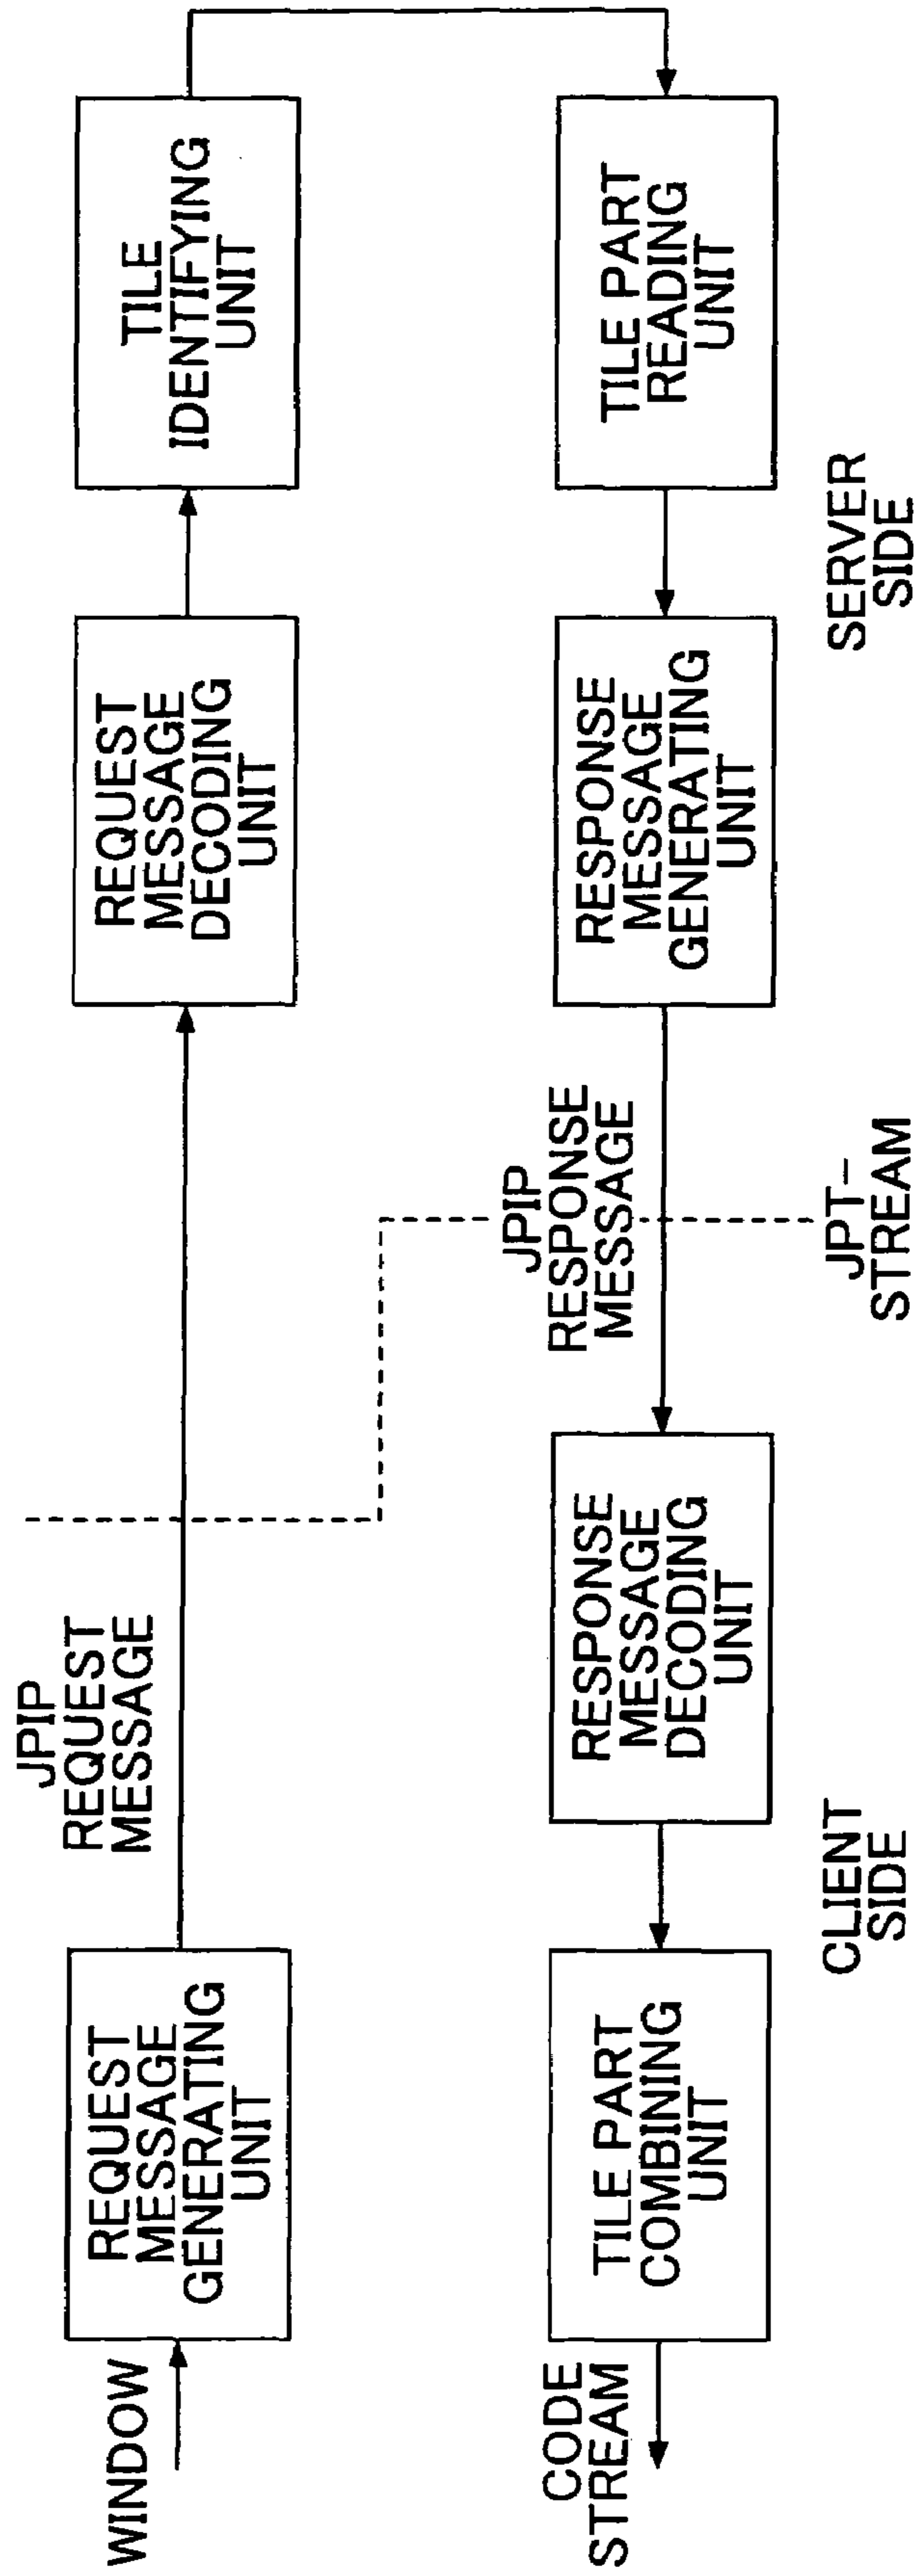 WINDOW
REQUEST
MESSAGE
GENERATING
UNIT
JPIP
REQUEST
MESSAGE
REQUEST
MESSAGE
DECODING
UNIT
TILE
IDENTIFYING
UNIT
CODE
STREAM
TILE PART
COMBINING
UNIT
RESPONSE
MESSAGE
DECODING
UNIT
JPIP
RESPONSE
MESSAGE
RESPONSE
MESSAGE
GENERATING
UNIT
TILE PART
READING
UNIT
CLIENT
SIDE
JPT-
STREAM
SERVER
SIDE